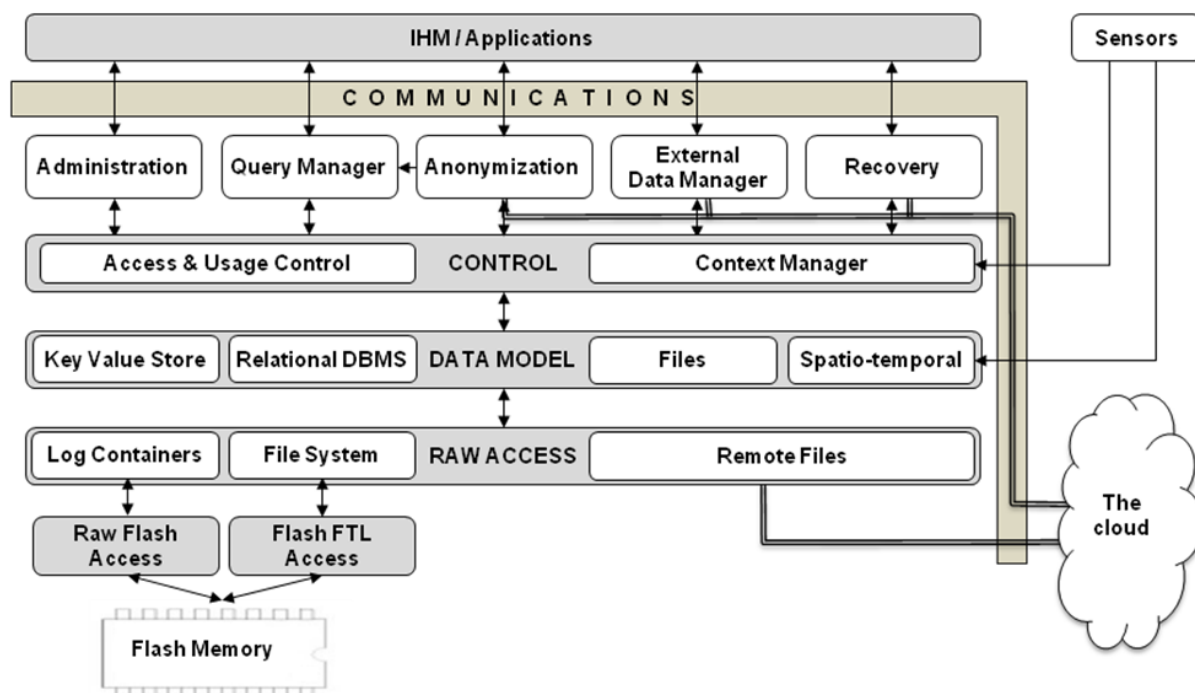 IHM / Applications
Sensors
COMMUNICATIONS
Administration
Query Manager
Anonymization
External
Data Manager
Recovery
Access & Usage Control
CONTROL
Context Manager
Key Value Store
Relational DBMS
DATA MODEL
Files
Spatio-temporal
Log Containers
File System
RAW ACCESS
Remote Files
The
cloud
Raw Flash
Access
Flash FTL
Access
Flash Memory